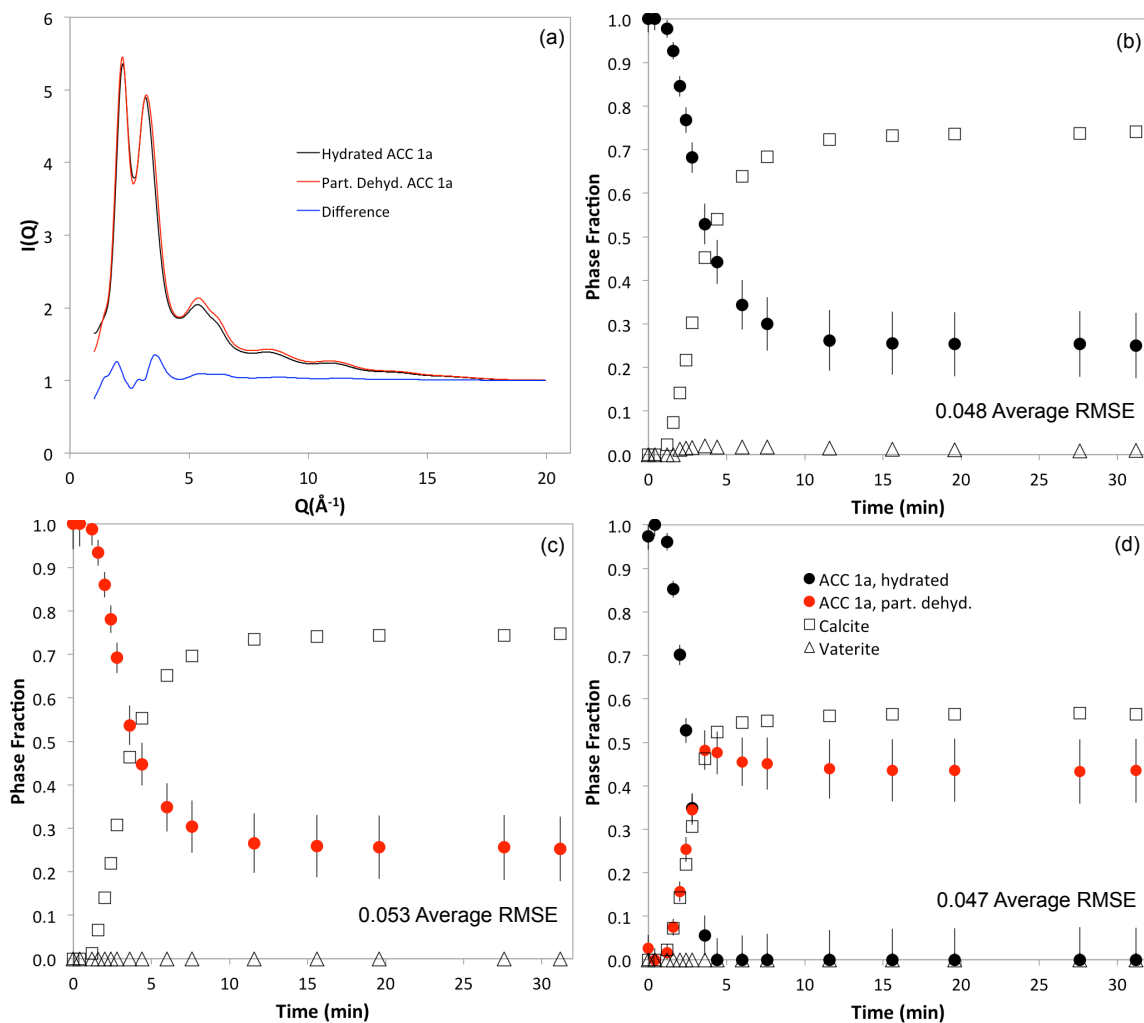 (a)
6
5
4
3
2
1
0
I(Q)
Hydrated ACC 1a
Part. Dehyd. ACC 1a
Difference
0 5 10 15 20
Q(Å-1)
(b)
1.0
0.9
0.8
0.7
0.6
0.5
0.4
0.3
0.2
0.1
0.0
Phase Fraction
0.048 Average RMSE
0 5 10 15 20 25 30
Time (min)
(c)
1.0
0.9
0.8
0.7
0.6
0.5
0.4
0.3
0.2
0.1
0.0
Phase Fraction
0.053 Average RMSE
0 5 10 15 20 25 30
Time (min)
(d)
1.0
0.9
0.8
0.7
0.6
0.5
0.4
0.3
0.2
0.1
0.0
Phase Fraction
ACC 1a, hydrated
ACC 1a, part. dehyd.
Calcite
Vaterite
0.047 Average RMSE
0 5 10 15 20 25 30
Time (min)